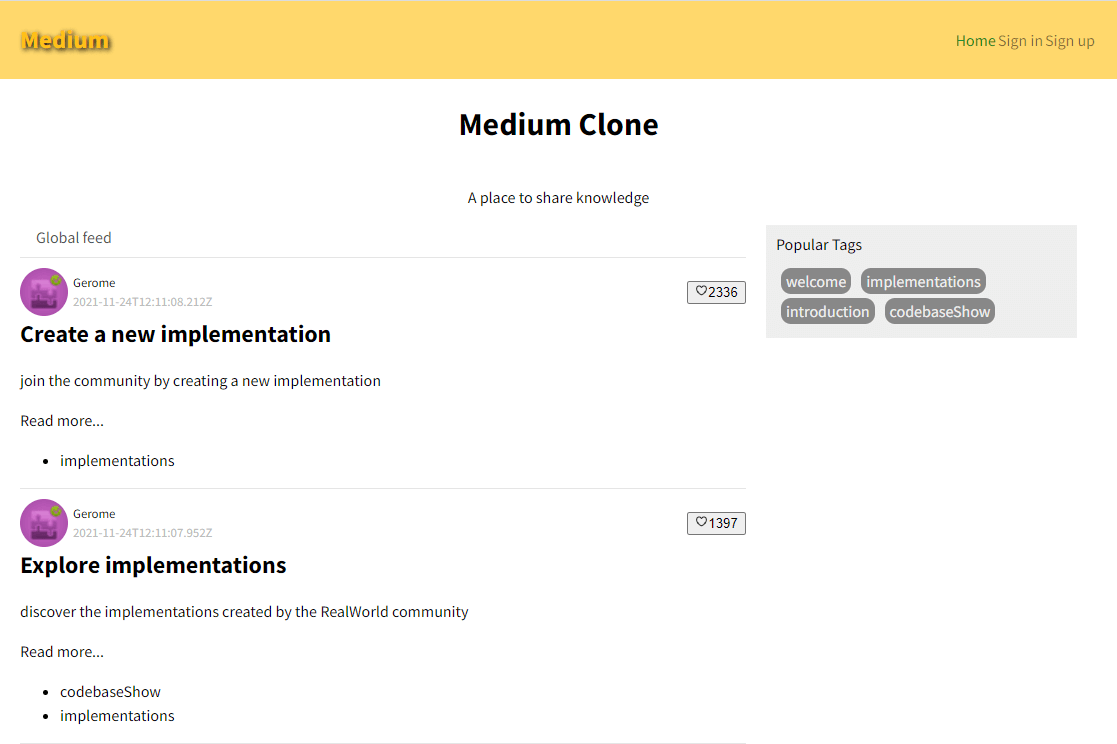 Medium
Home Sign in Sign up
Medium Clone
A place to share knowledge
Global feed
Gerome
2021-11-24T12:11:08.212Z
2336
Create a new implementation
join the community by creating a new implementation
Read more...
implementations
Gerome
2021-11-24T12:11:07.952Z
1397
Explore implementations
discover the implementations created by the RealWorld community
Read more...
codebaseShow
implementations
Popular Tags
welcome implementations
introduction codebaseShow